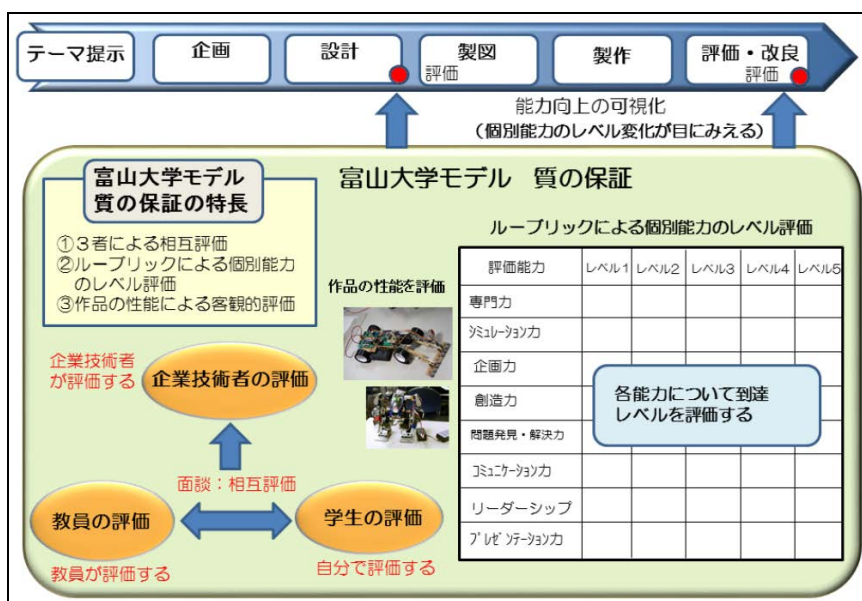 テーマ提示
企画
設計
製図
評価
製作
評価・改良
評価
能力向上の可視化
（個別能力のレベル変化が目にみえる）
富山大学モデル
質の保証の特長
①３者による相互評価
②ルーブリックによる個別能力
のレベル評価
③作品の性能による客観的評価
富山大学モデル　質の保証
ルーブリックによる個別能力のレベル評価
作品の性能を評価
評価能力 レベル1 レベル2 レベル3 レベル4 レベル5
専門力
シミュレーション力
企画力
創造力
問題発見・解決力
コミュニケーション力
リーダーシップ
プレゼンテーション力
各能力について到達
レベルを評価する
企業技術者
が評価する
企業技術者の評価
面談：相互評価
教員の評価
学生の評価
教員が評価する
自分で評価する